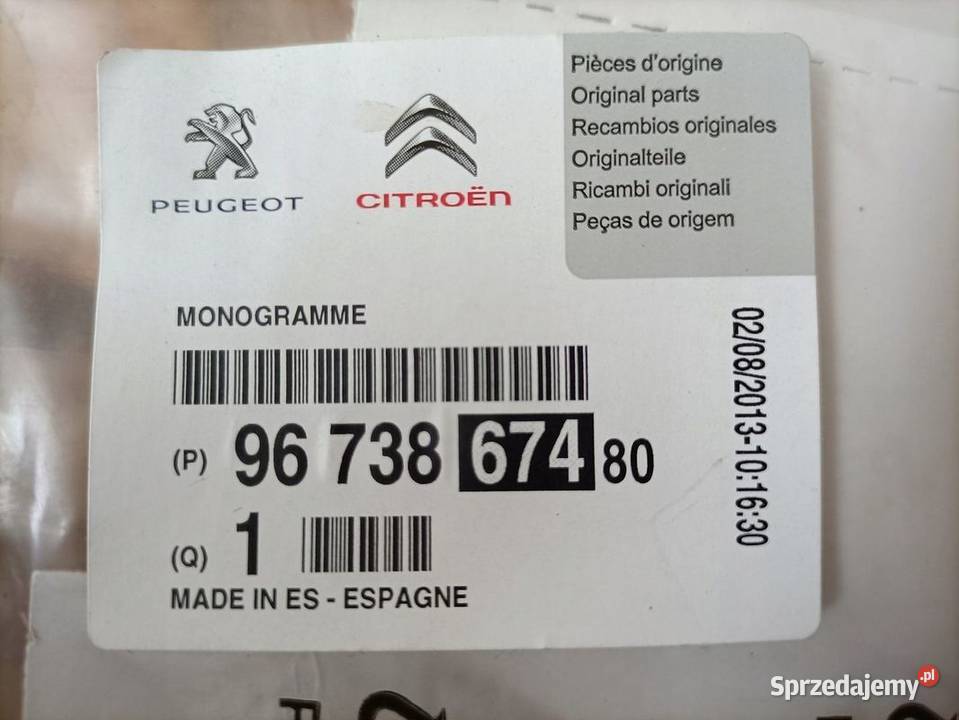 PEUGEOT
CITROËN
Pièces d'origine
Original parts
Recambios originales
Originalteile
Ricambi originali
Peças de origem
MONOGRAMME
(P) 96 738 674 80
(Q) 1
MADE IN ES - ESPAGNE
02/08/2013-10:16:30
Sprzedajemy.pl